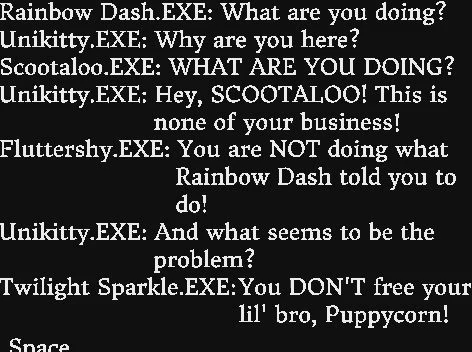 Rainbow Dash.EXE: What are you doing?
Unikitty.EXE: Why are you here?
Scootaloo.EXE: WHAT ARE YOU DOING?
Unikitty.EXE: Hey, SCOOTALOO! This is
none of your business!
Fluttershy.EXE: You are NOT doing what
Rainbow Dash told you to
do!
Unikitty.EXE: And what seems to be the
problem?
Twilight Sparkle.EXE:You DON'T free your
lil' bro, Puppycorn!
Space